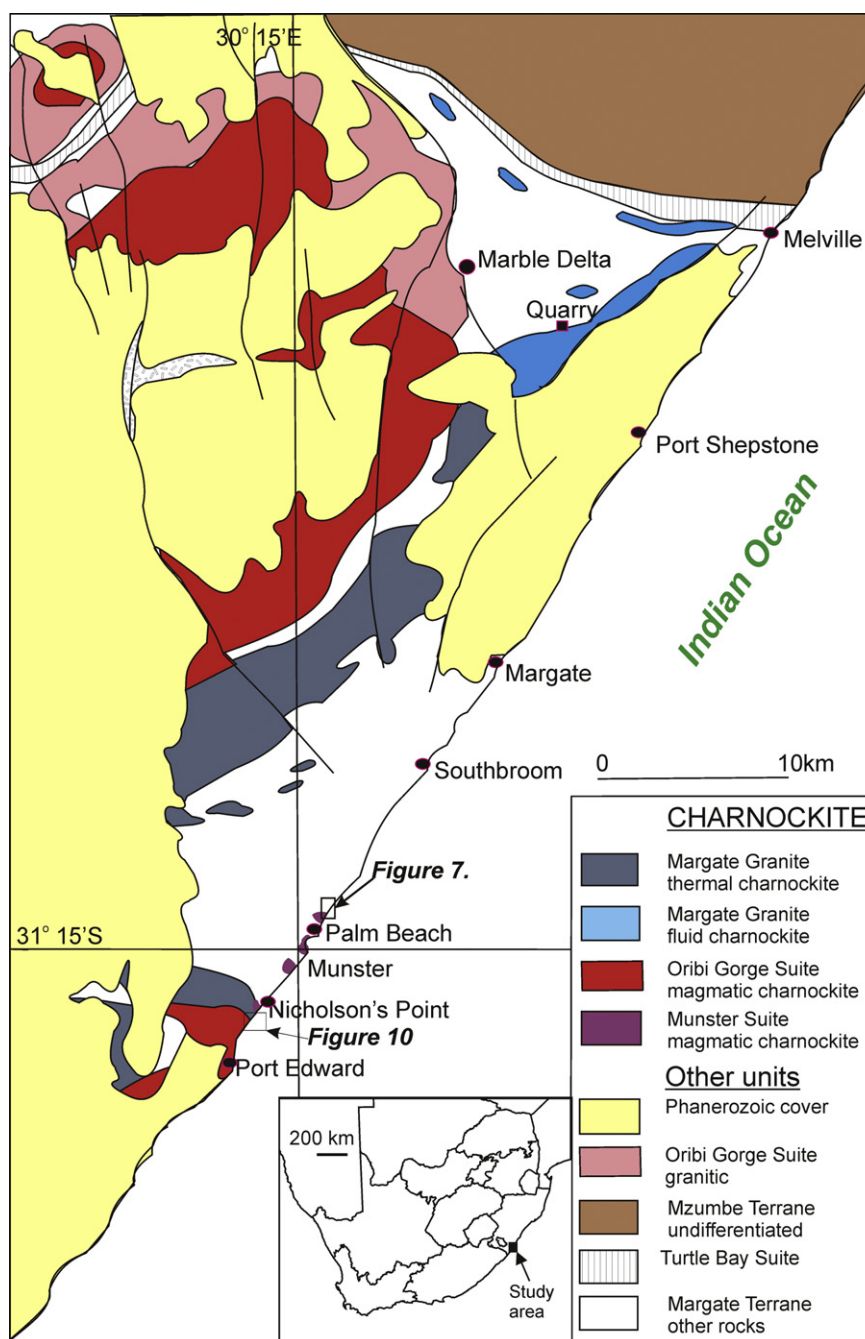 30° 15'E
Melville
Marble Delta
Quarry
Port Shepstone
Indian Ocean
Margate
Southbroom
0 10km
Figure 7.
Palm Beach
31° 15'S
Munster
Nicholson's Point
Figure 10
Port Edward
CHARNOCKITE
Margate Granite
thermal charnockite
Margate Granite
fluid charnockite
Oribi Gorge Suite
magmatic charnockite
Munster Suite
magmatic charnockite
Other units
Phanerozoic cover
Oribi Gorge Suite
granitic
Mzumbe Terrane
undifferentiated
Turtle Bay Suite
Margate Terrane
other rocks
200 km
Study
area